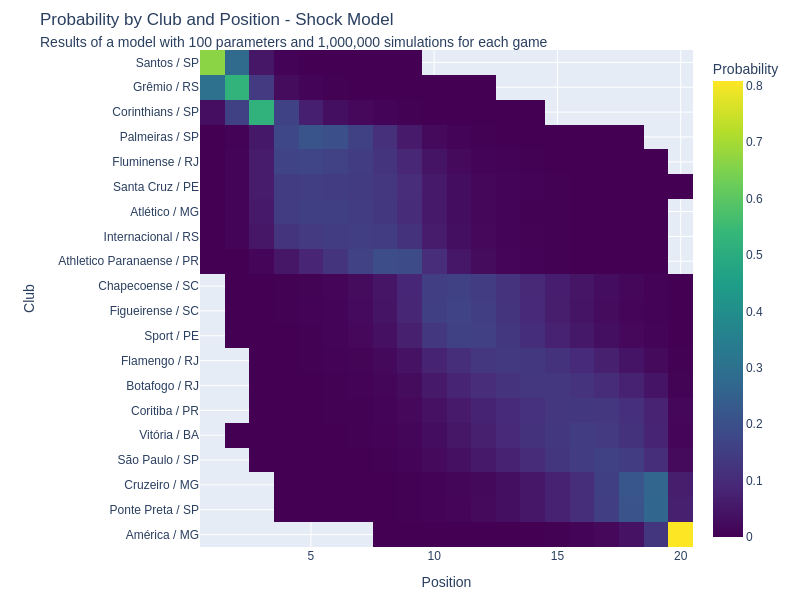 Probability by Club and Position - Shock Model
Results of a model with 100 parameters and 1,000,000 simulations for each game
Santos / SP
Grêmio / RS
Corinthians / SP
Palmeiras / SP
Fluminense / RJ
Santa Cruz / PE
Atlético / MG
Internacional / RS
Athletico Paranaense / PR
Chapecoense / SC
Figueirense / SC
Sport / PE
Flamengo / RJ
Botafogo / RJ
Coritiba / PR
Vitória / BA
São Paulo / SP
Cruzeiro / MG
Ponte Preta / SP
América / MG
Club
5
10
15
20
Position
Probability
0.8
0.7
0.6
0.5
0.4
0.3
0.2
0.1
0